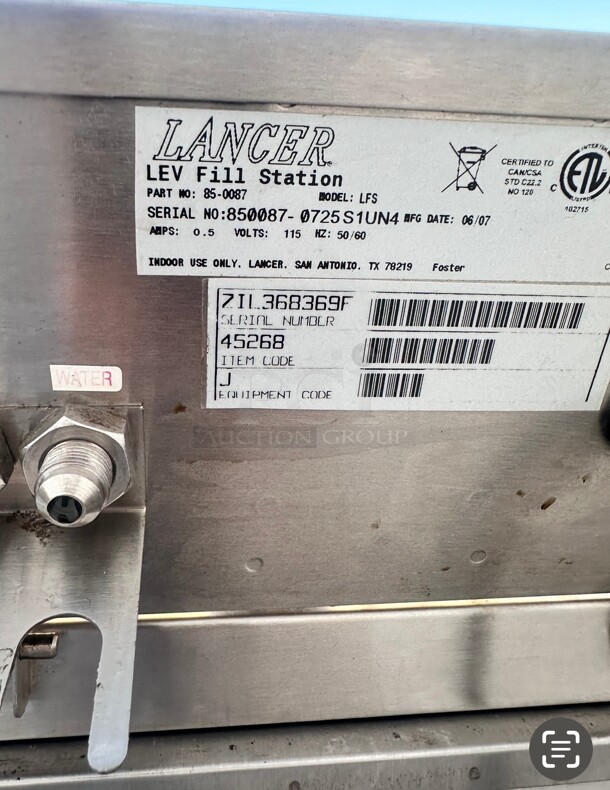 LANCER
LEV Fill Station
PART NO: 85-0087 MODEL: LFS
SERIAL NO:850087- 0725S1UN4 MFG DATE: 06/07
AMPS: 0.5 VOLTS: 115 HZ: 50/60
INDOOR USE ONLY. LANCER. SAN ANTONIO. TX 78219 Foster
CERTIFIED TO
CAN/CSA
STD C22.2
NO 120
C
ETL
102715
ZIL368369F
SERIAL NUMBER
45268
ITEM CODE
J
EQUIPMENT CODE
WATER
AUCTION GROUP